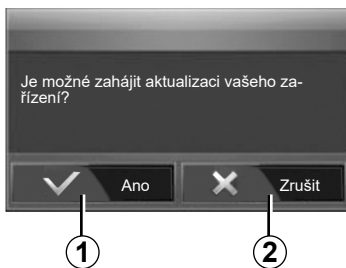 Je možné zahájit aktualizaci vašeho za-
řízení?
Ano
Zrušit
1
2